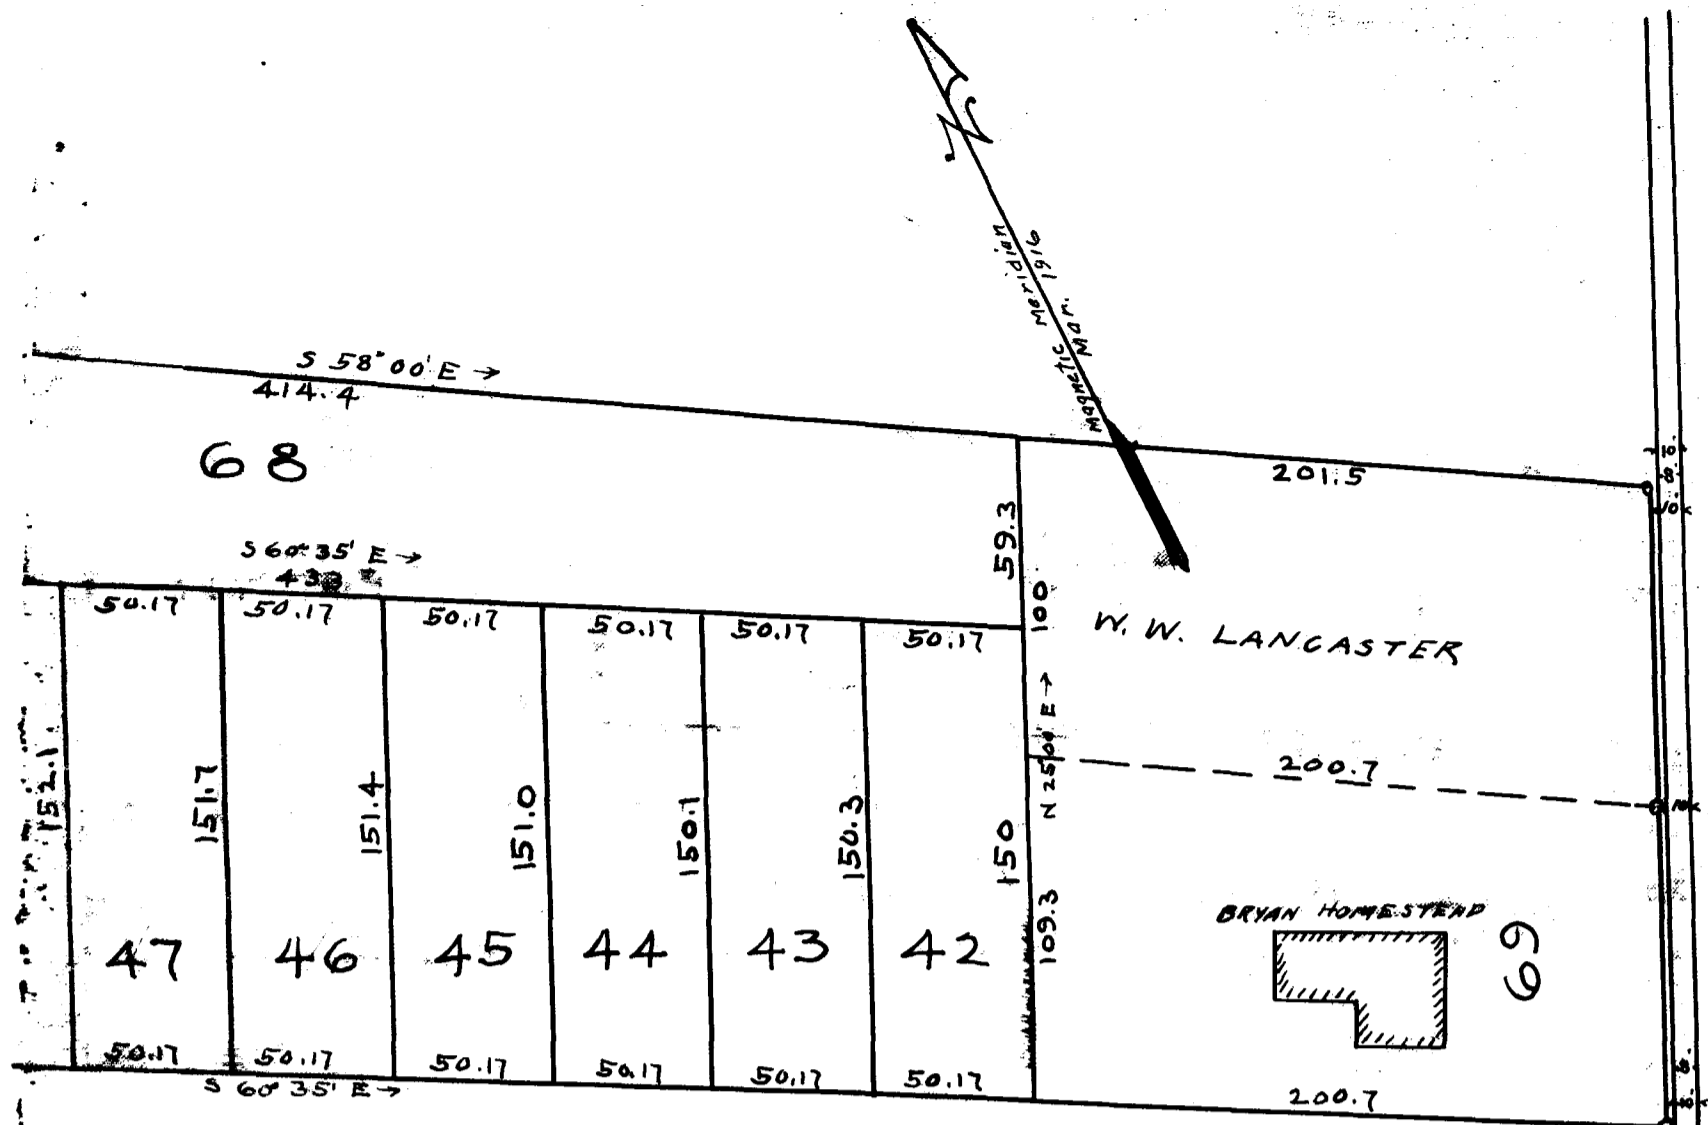 Magnetic Meridian
Mar. 1916
S 58° 00' E →
414.4
68
201.5
59.3
S 60° 35' E →
433
50.17 50.17 50.17 50.17 50.17 50.17
100
W. W. LANCASTER
N 25°00' E →
200.7
152.1
151.7
151.4
151.0
150.1
150.3
150
109.3
BRYAN HOMESTEAD
69
47 46 45 44 43 42
50.17 50.17 50.17 50.17 50.17 50.17
S 60° 35' E →
200.7